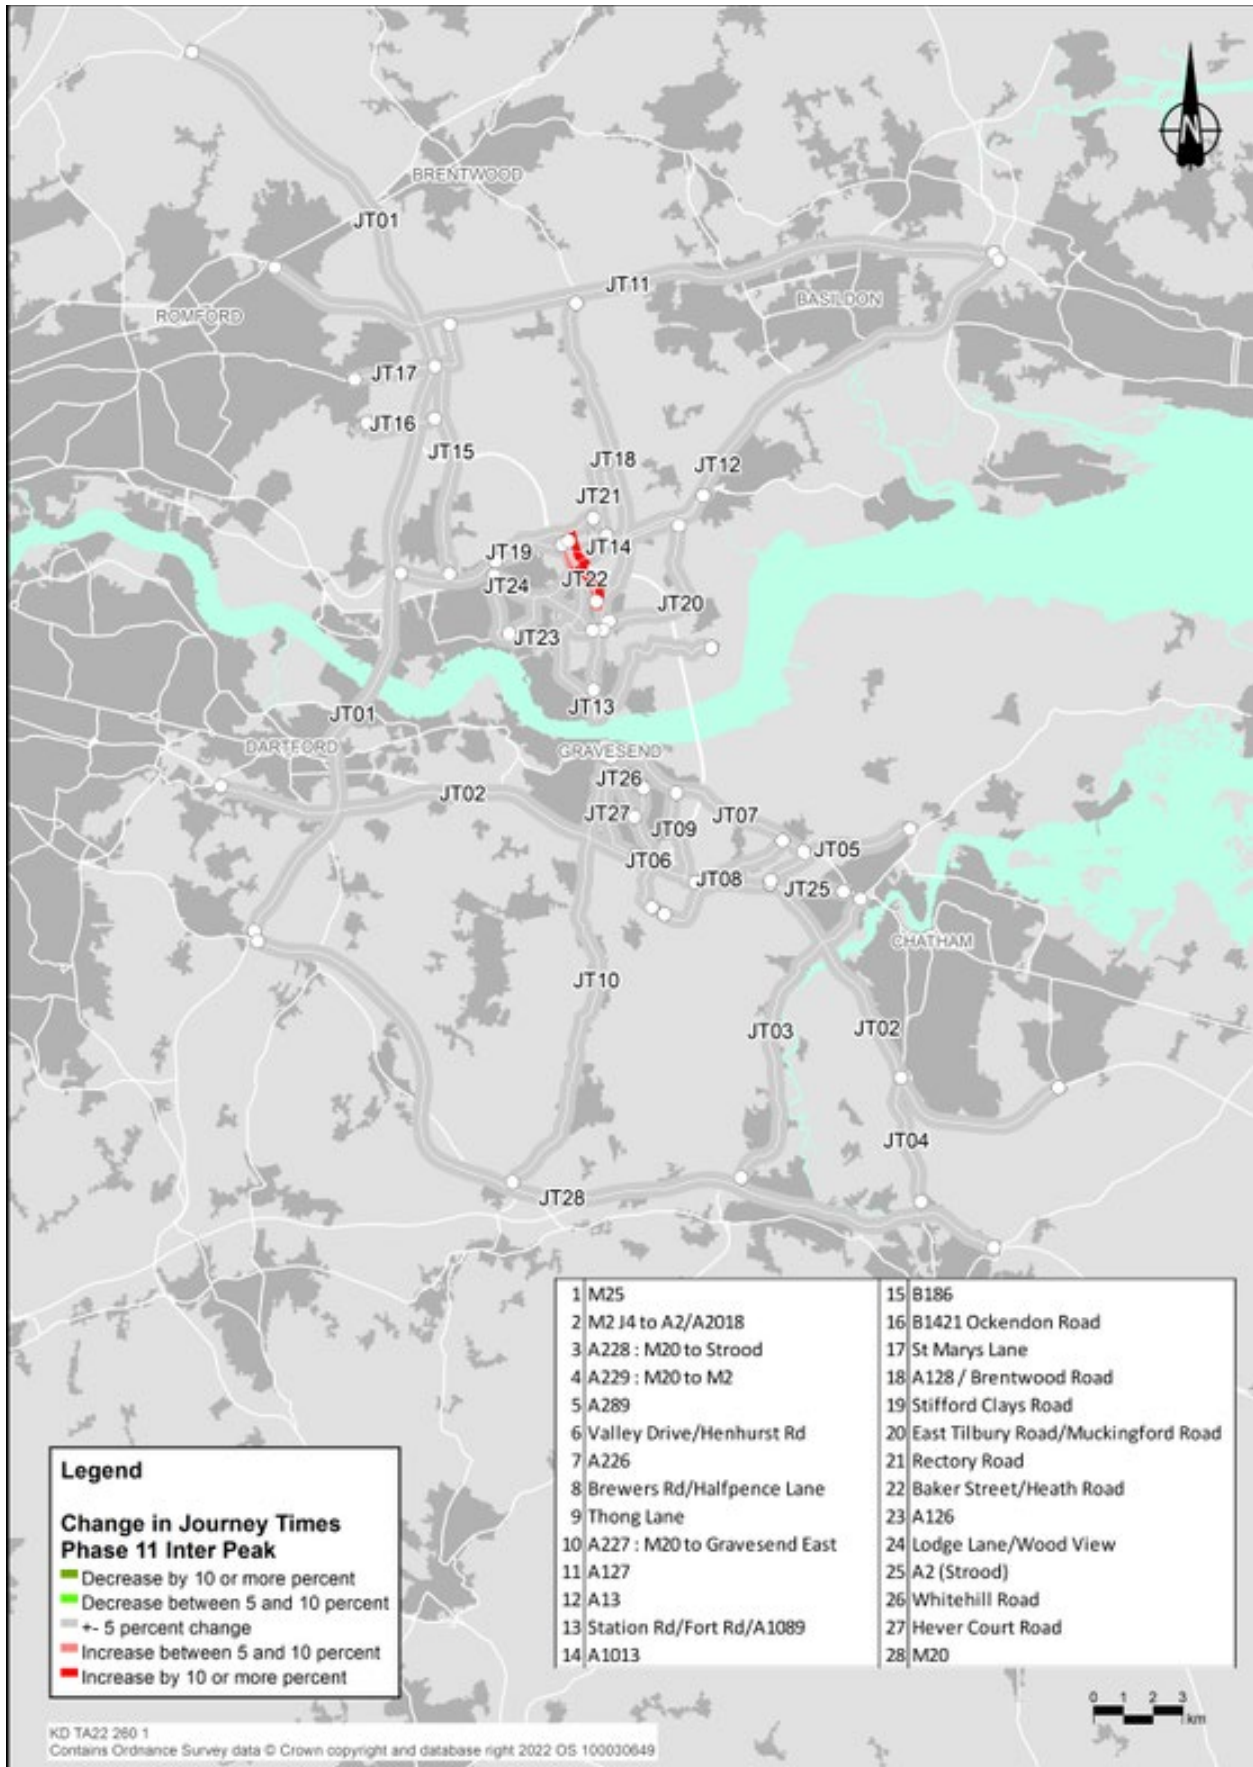 N
BRENTWOOD
JT01
JT11
BASILDON
ROMFORD
JT17
JT16
JT15
JT18
JT12
JT21
JT14
JT19
JT22
JT24
JT20
JT23
JT13
JT01
DARTFORD
GRAVESEND
JT26
JT02
JT27
JT07
JT09
JT05
JT06
JT08
JT25
CHATHAM
JT10
JT03
JT02
JT04
JT28
1 M25
2 M2 J4 to A2/A2018
3 A228 : M20 to Strood
4 A229 : M20 to M2
5 A289
6 Valley Drive/Henhurst Rd
7 A226
8 Brewers Rd/Halfpence Lane
9 Thong Lane
10 A227 : M20 to Gravesend East
11 A127
12 A13
13 Station Rd/Fort Rd/A1089
14 A1013
15 B186
16 B1421 Ockendon Road
17 St Marys Lane
18 A128 / Brentwood Road
19 Stifford Clays Road
20 East Tilbury Road/Muckingford Road
21 Rectory Road
22 Baker Street/Heath Road
23 A126
24 Lodge Lane/Wood View
25 A2 (Strood)
26 Whitehill Road
27 Hever Court Road
28 M20
Legend
Change in Journey Times
Phase 11 Inter Peak
Decrease by 10 or more percent
Decrease between 5 and 10 percent
+- 5 percent change
Increase between 5 and 10 percent
Increase by 10 or more percent
0 1 2 3
km
KD TA22 260 1
Contains Ordnance Survey data © Crown copyright and database right 2022 OS 100030649